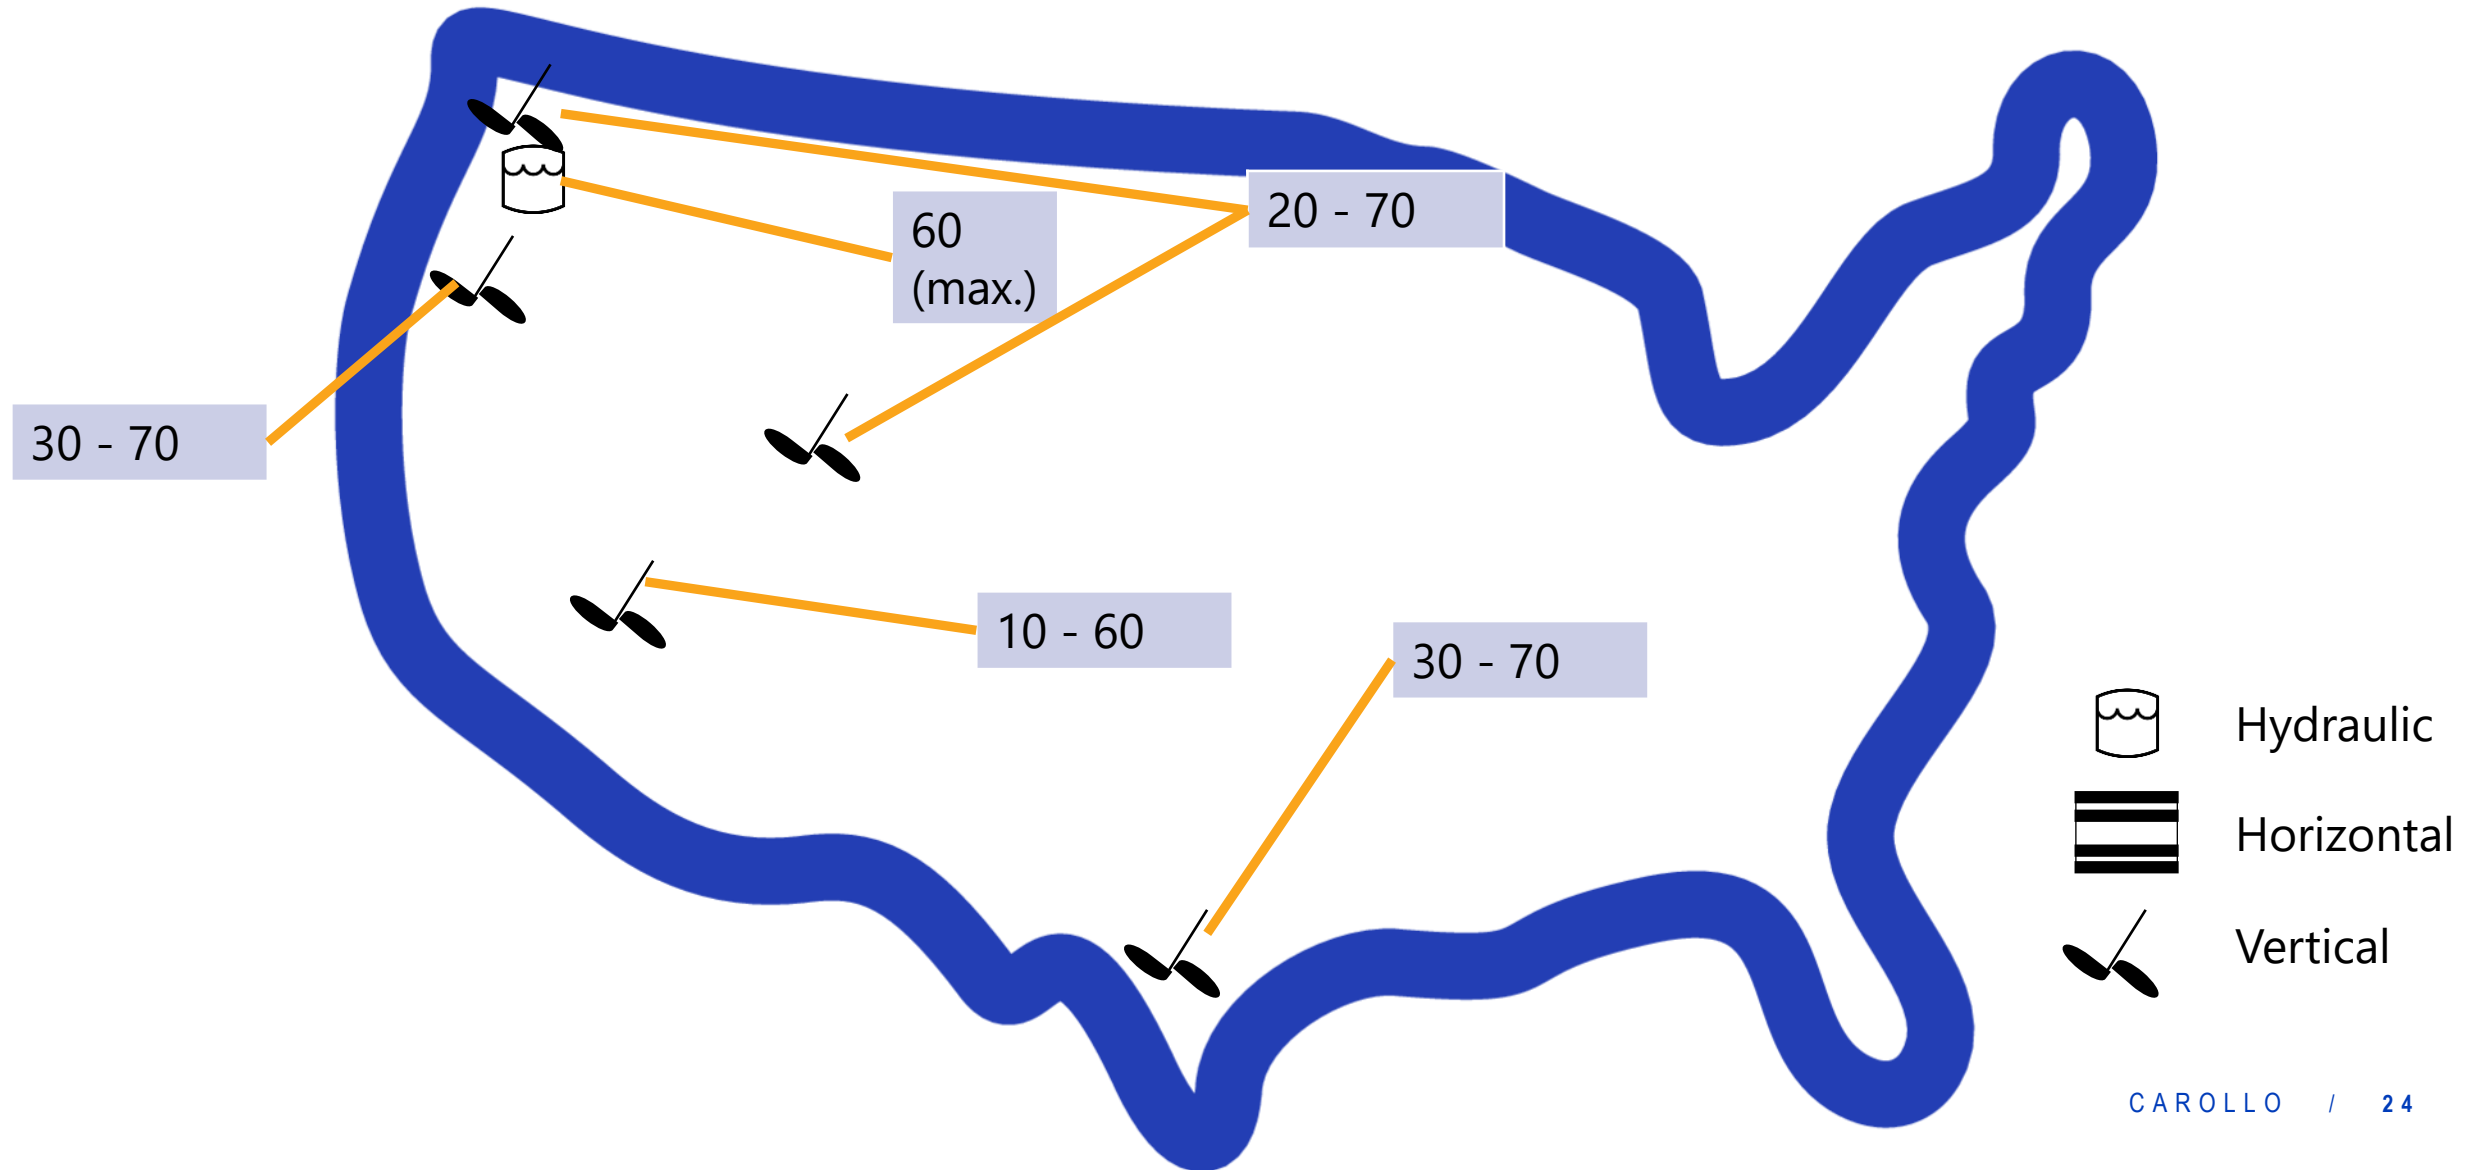 20 - 70
60
(max.)
30 - 70
10 - 60
30 - 70
Hydraulic
Horizontal
Vertical
CAROLLO / 24